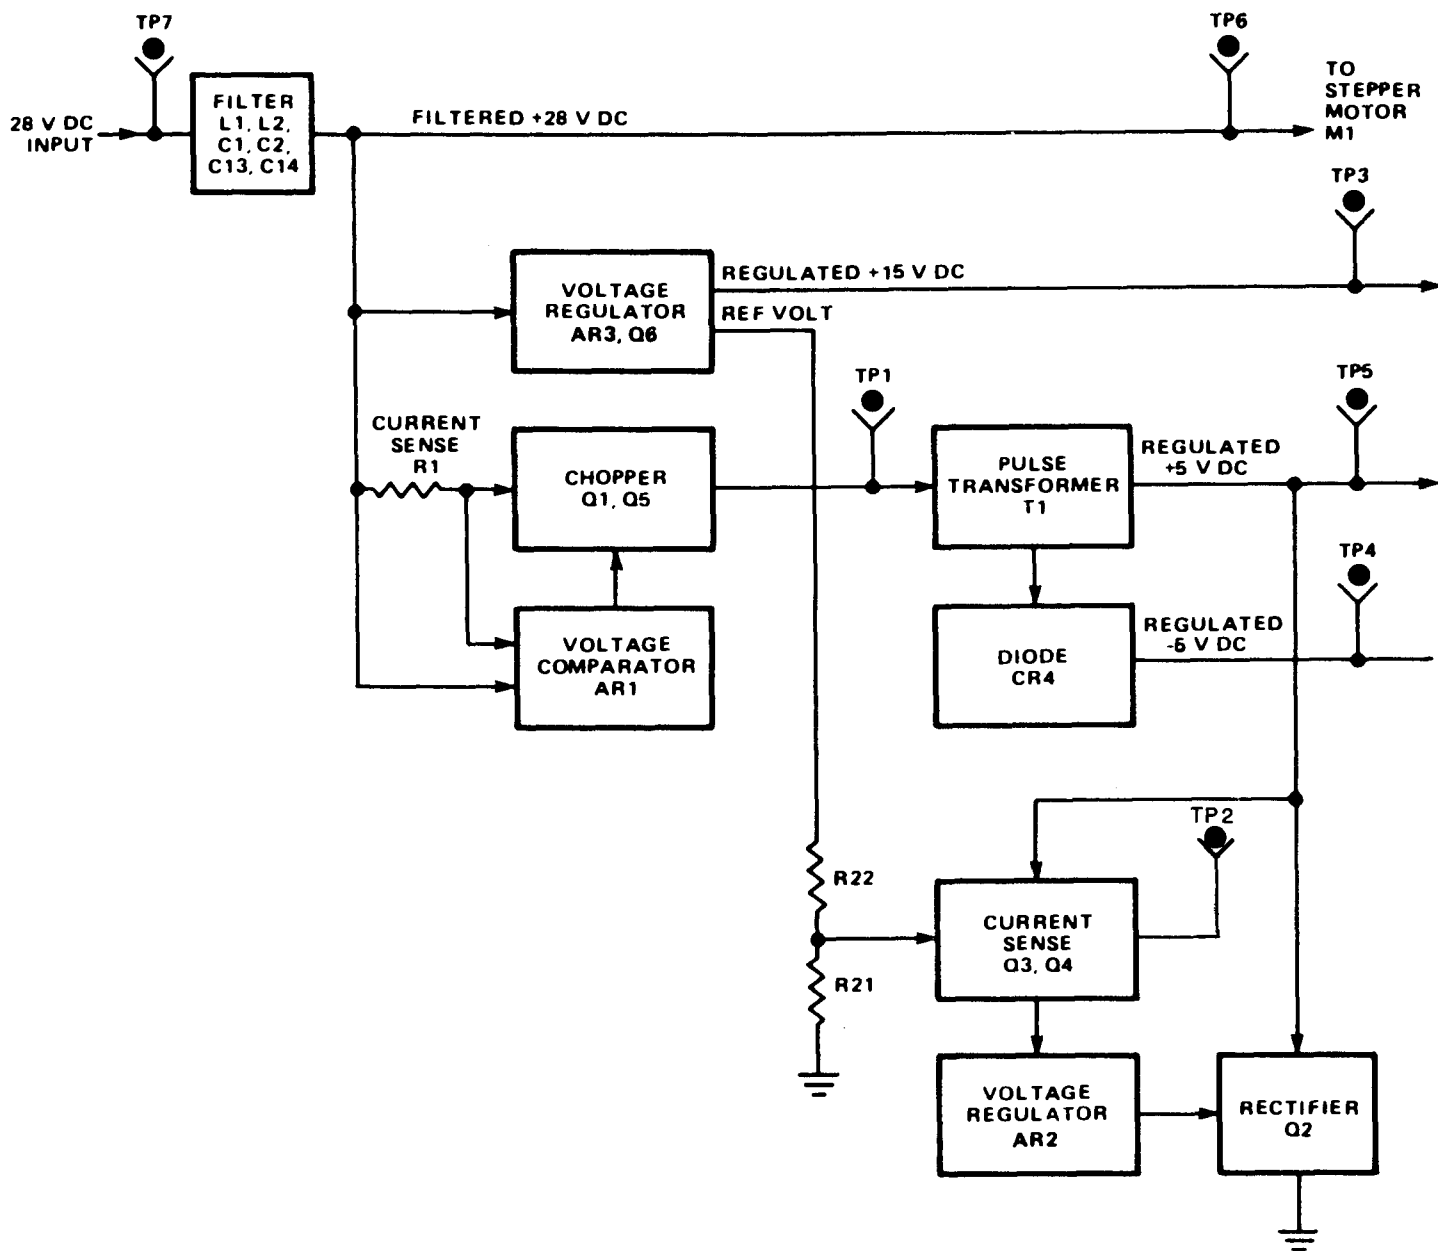 TP7
TP6
28 V DC
INPUT
FILTER
L1, L2,
C1, C2,
C13, C14
FILTERED +28 V DC
TO
STEPPER
MOTOR
M1
TP3
VOLTAGE
REGULATOR
AR3, Q6
REGULATED +15 V DC
REF VOLT
CURRENT
SENSE
R1
CHOPPER
Q1, Q5
TP1
PULSE
TRANSFORMER
T1
REGULATED
+5 V DC
TP5
VOLTAGE
COMPARATOR
AR1
DIODE
CR4
REGULATED
-5 V DC
TP4
R22
R21
CURRENT
SENSE
Q3, Q4
TP2
VOLTAGE
REGULATOR
AR2
RECTIFIER
Q2